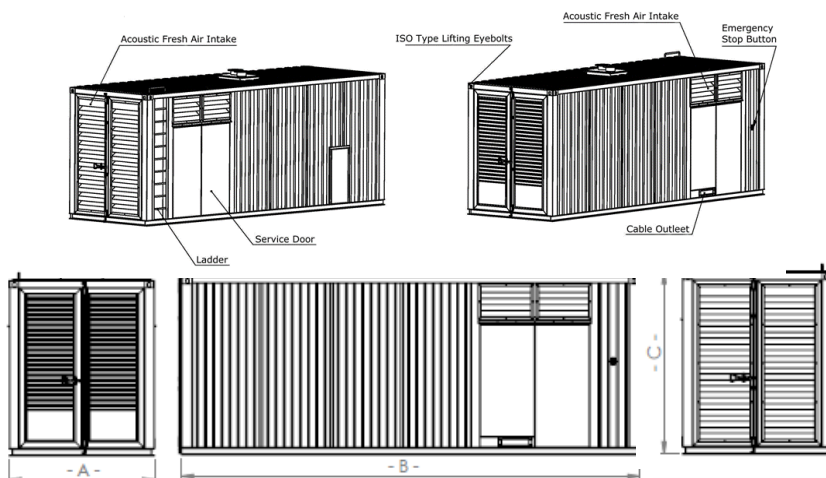 Acoustic Fresh Air Intake
ISO Type Lifting Eyebolts
Acoustic Fresh Air Intake
Emergency
Stop Button
Service Door
Ladder
Cable Outleet
- A -
- B -
- C -